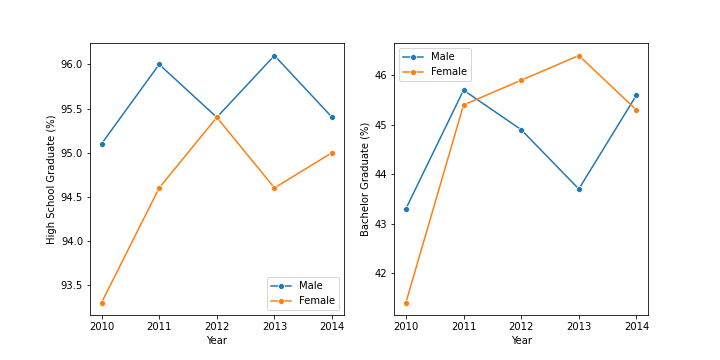 High School Graduate (%)
96.0
95.5
95.0
94.5
94.0
93.5
2010 2011 2012 2013 2014
Year
Male
Female
Bachelor Graduate (%)
46
45
44
43
42
2010 2011 2012 2013 2014
Year
Male
Female